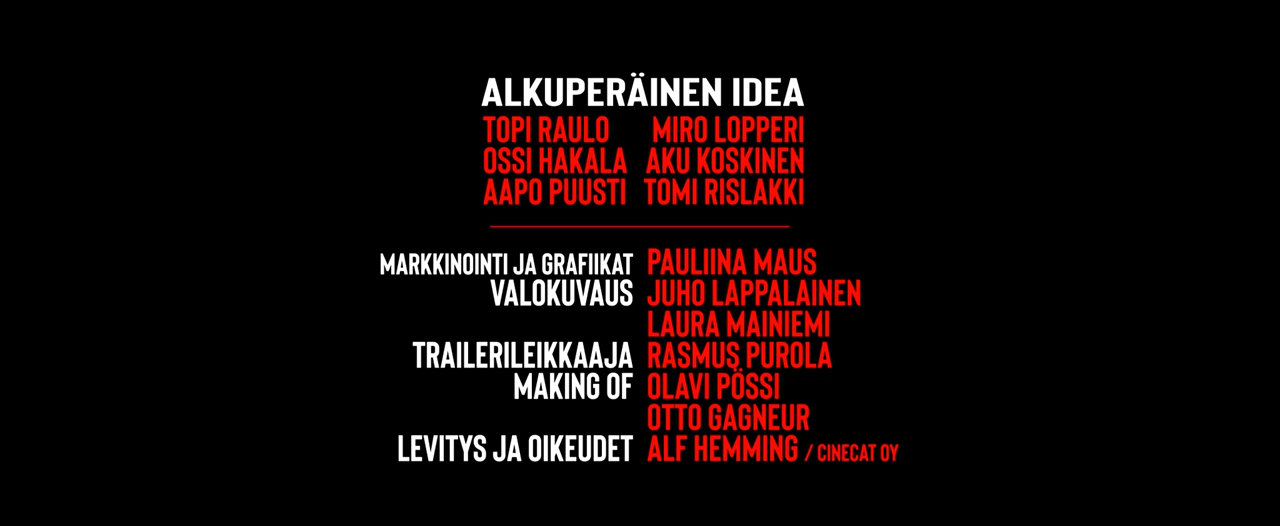 ALKUPERÄINEN IDEA
TOPI RAULO MIRO LOPPERI
OSSI HAKALA AKU KOSKINEN
AAPO PUUSTI TOMI RISLAKKI
MARKKINOINTI JA GRAFIIKAT PAULIINA MAUS
VALOKUVAUS JUHO LAPPALAINEN
LAURA MAINIEMI
TRAILERILEIKKAAJA RASMUS PUROLA
MAKING OF OLAVI PÖSSI
OTTO GAGNEUR
LEVITYS JA OIKEUDET ALF HEMMING / CINECAT OY